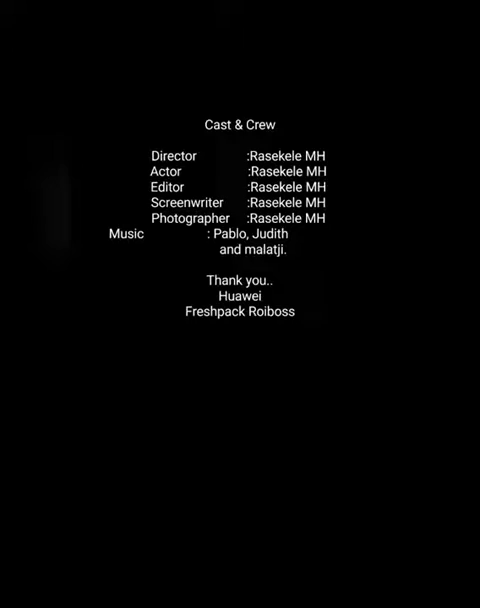 Cast & Crew
Director :Rasekele MH
Actor :Rasekele MH
Editor :Rasekele MH
Screenwriter :Rasekele MH
Photographer :Rasekele MH
Music : Pablo, Judith
and malatji.
Thank you..
Huawei
Freshpack Roiboss